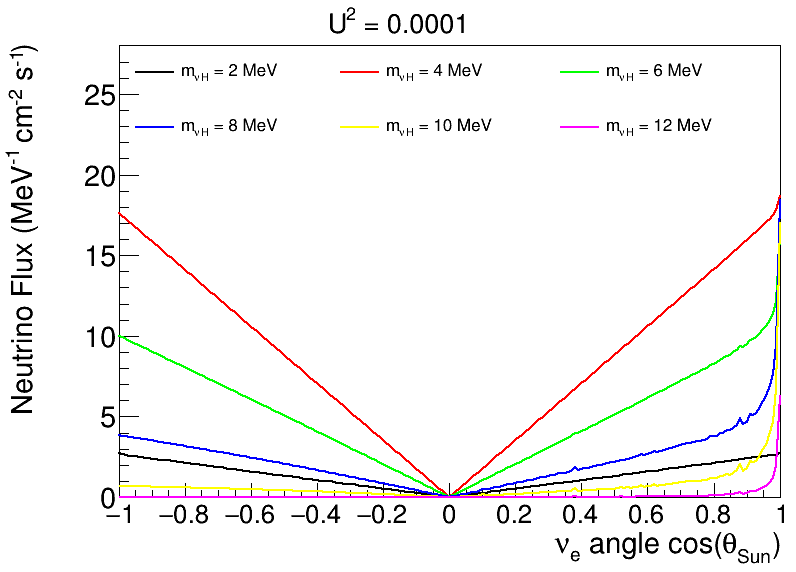 U² = 0.0001
Neutrino Flux (MeV⁻¹ cm⁻² s⁻¹)
m_νH = 2 MeV m_νH = 4 MeV m_νH = 6 MeV
m_νH = 8 MeV m_νH = 10 MeV m_νH = 12 MeV
25
20
15
10
5
0
−1 −0.8 −0.6 −0.4 −0.2 0 0.2 0.4 0.6 0.8 1
ν_e angle cos(θ_Sun)